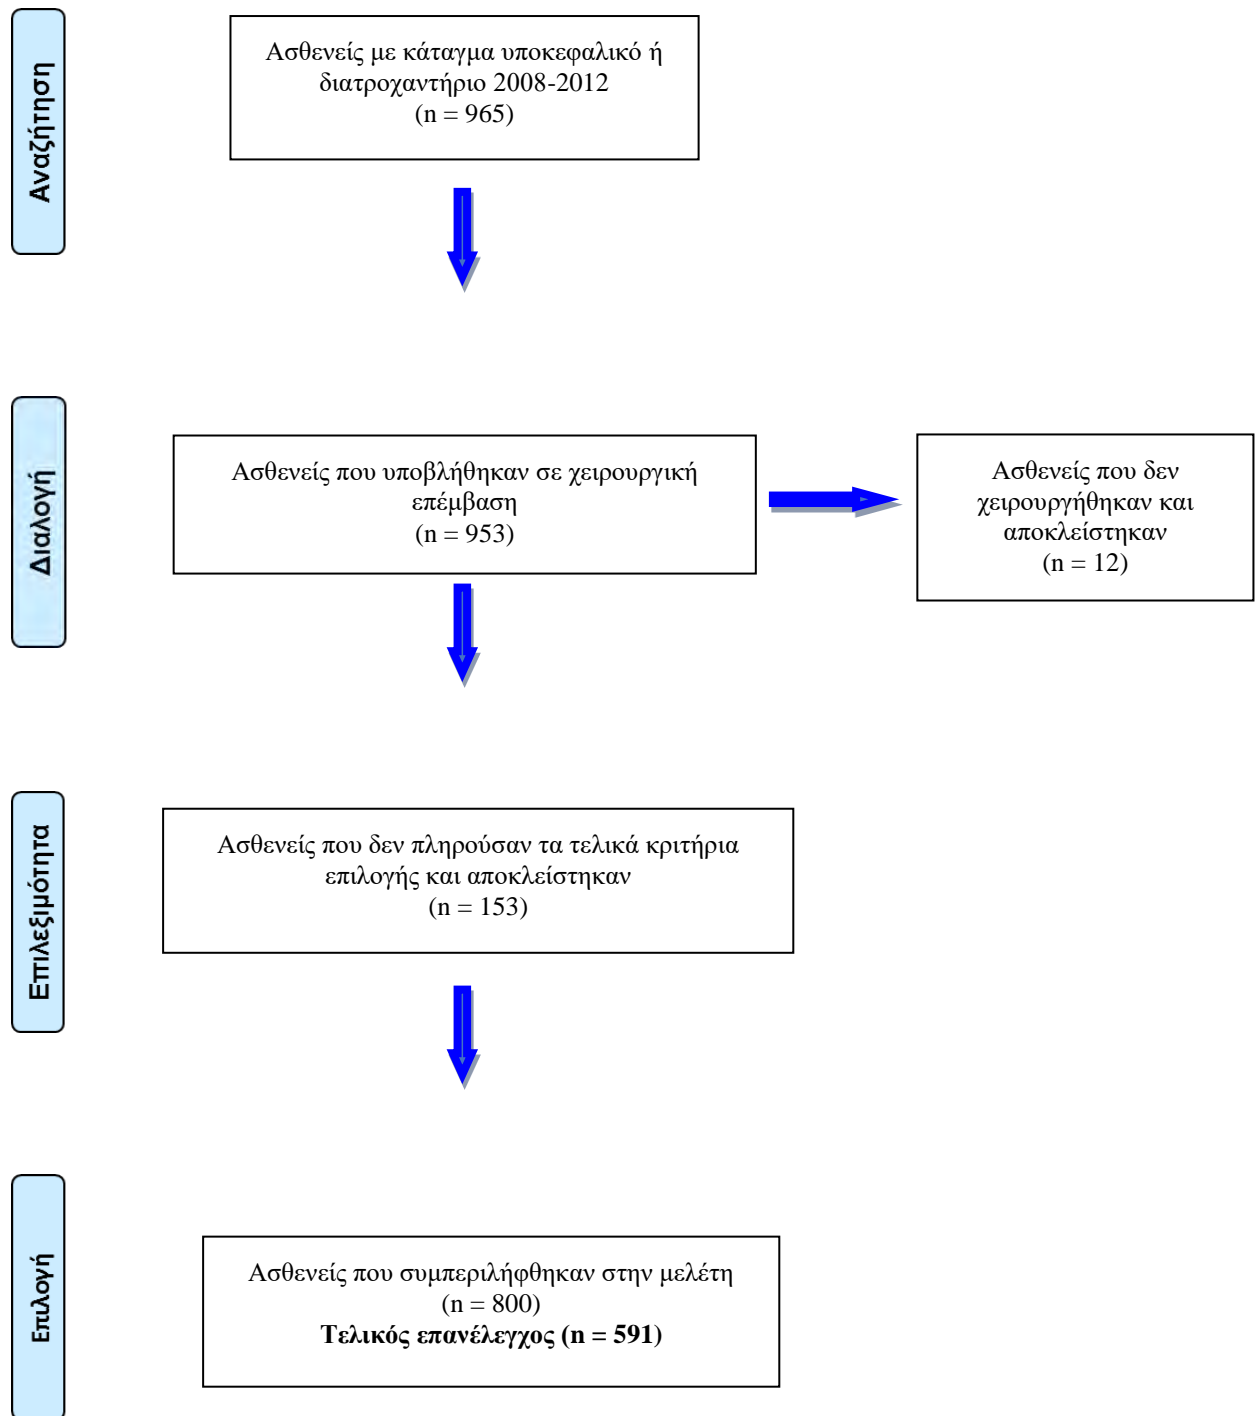 Αναζήτηση
Ασθενείς με κάταγμα υποκεφαλικό ή
διατροχαντήριο 2008-2012
(n = 965)
Διαλογή
Ασθενείς που υποβλήθηκαν σε χειρουργική
επέμβαση
(n = 953)
Ασθενείς που δεν
χειρουργήθηκαν και
αποκλείστηκαν
(n = 12)
Επιλεξιμότητα
Ασθενείς που δεν πληρούσαν τα τελικά κριτήρια
επιλογής και αποκλείστηκαν
(n = 153)
Επιλογή
Ασθενείς που συμπεριλήφθηκαν στην μελέτη
(n = 800)
Τελικός επανέλεγχος (n = 591)